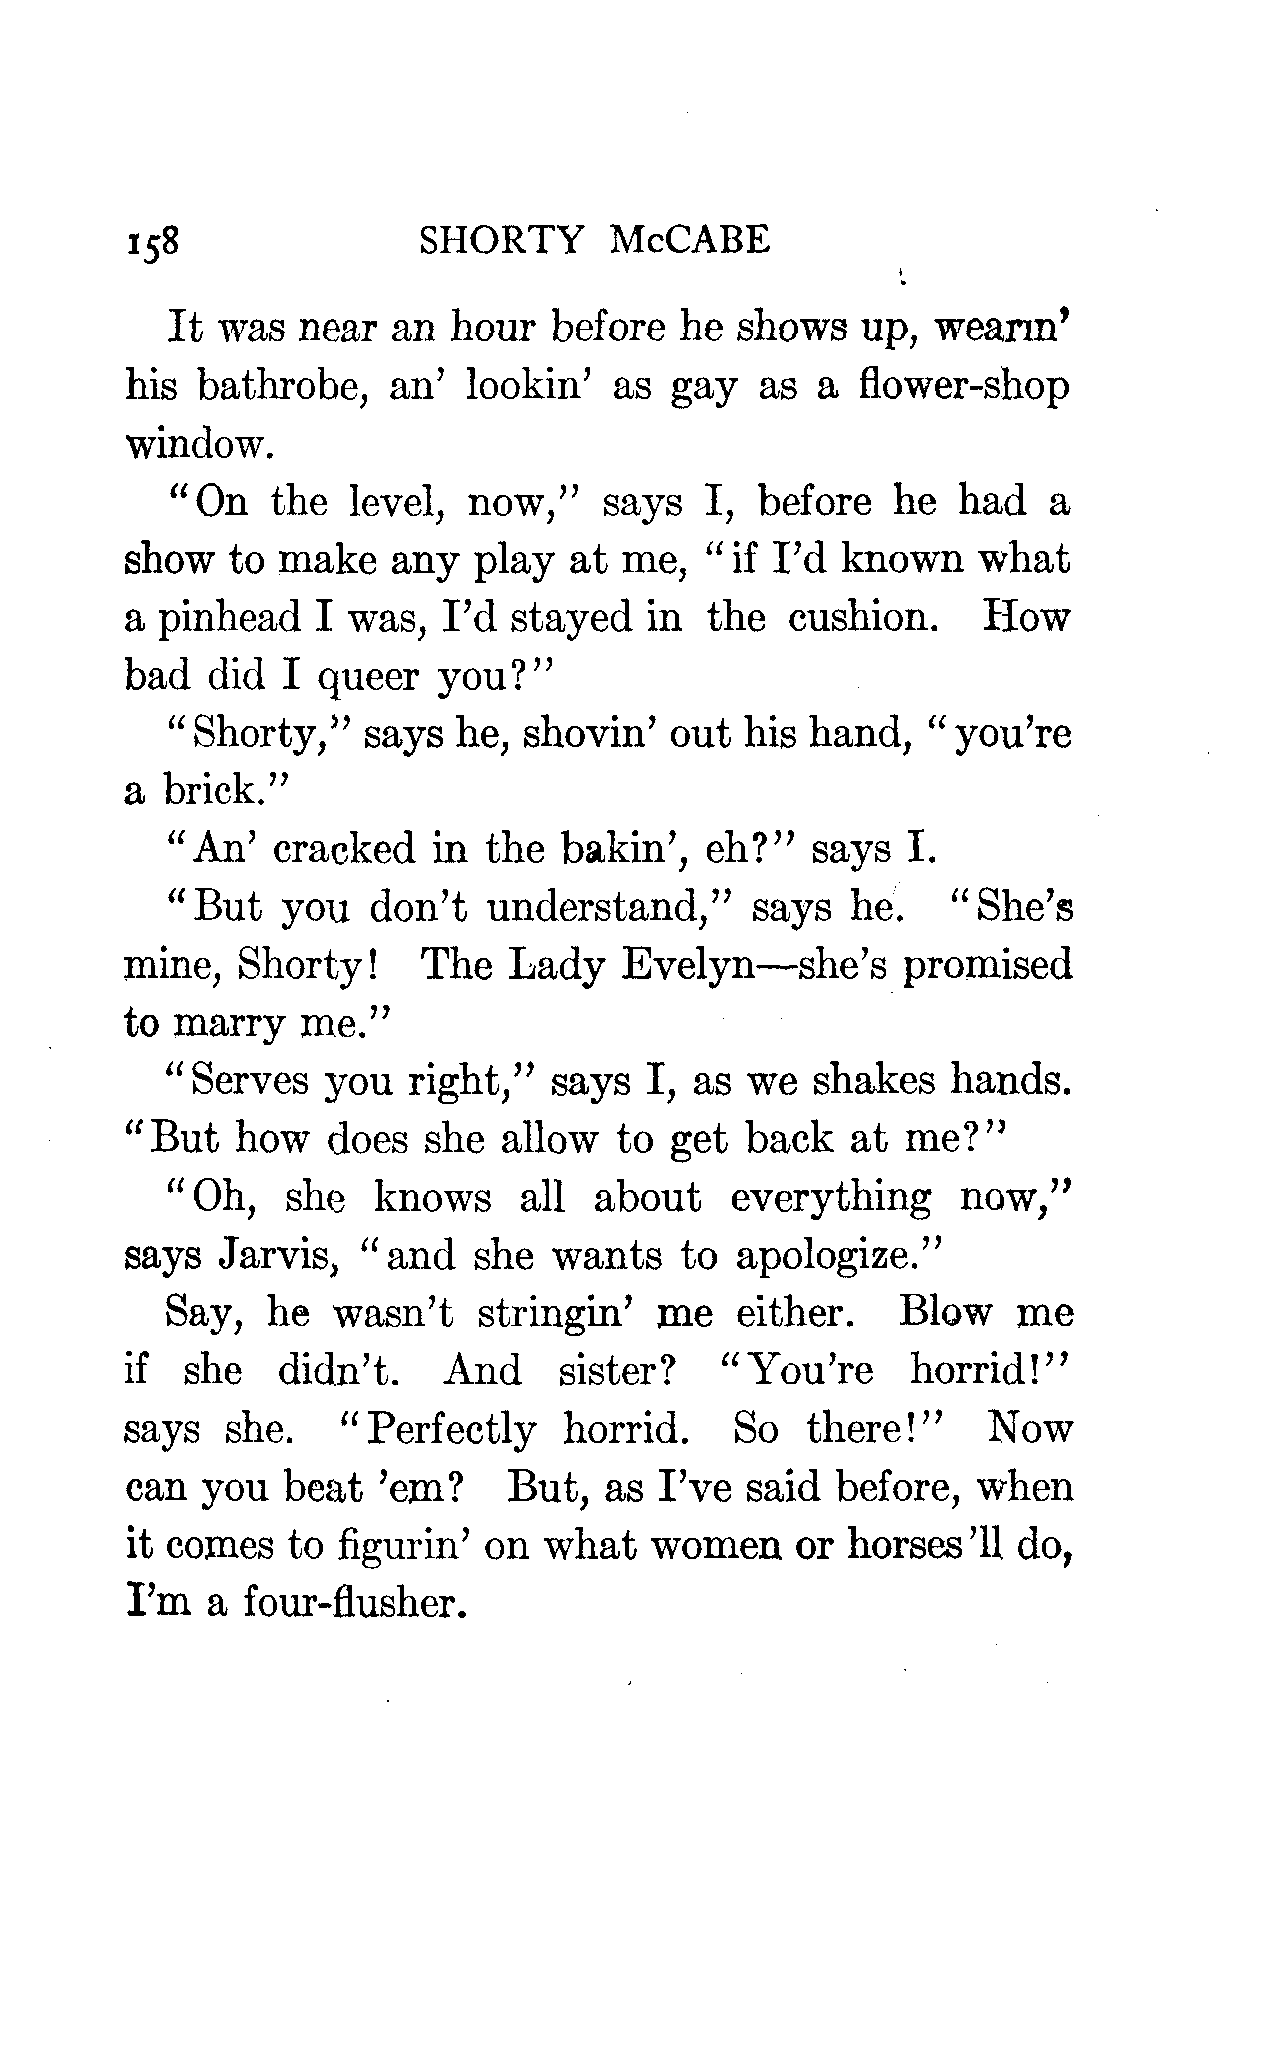 158 SHORTY McCABE
It was near an hour before he shows up, wearin'
his bathrobe, an' lookin' as gay as a flower-shop
window.
"On the level, now," says I, before he had a
show to make any play at me, "if I'd known what
a pinhead I was, I'd stayed in the cushion. How
bad did I queer you?"
"Shorty," says he, shovin' out his hand, "you're
a brick."
"An' cracked in the bakin', eh?" says I.
"But you don't understand," says he. "She's
mine, Shorty! The Lady Evelyn—she's promised
to marry me."
"Serves you right," says I, as we shakes hands.
"But how does she allow to get back at me?"
"Oh, she knows all about everything now,"
says Jarvis, "and she wants to apologize."
Say, he wasn't stringin' me either. Blow me
if she didn't. And sister? "You're horrid!"
says she. "Perfectly horrid. So there!" Now
can you beat 'em? But, as I've said before, when
it comes to figurin' on what women or horses'll do,
I'm a four-flusher.